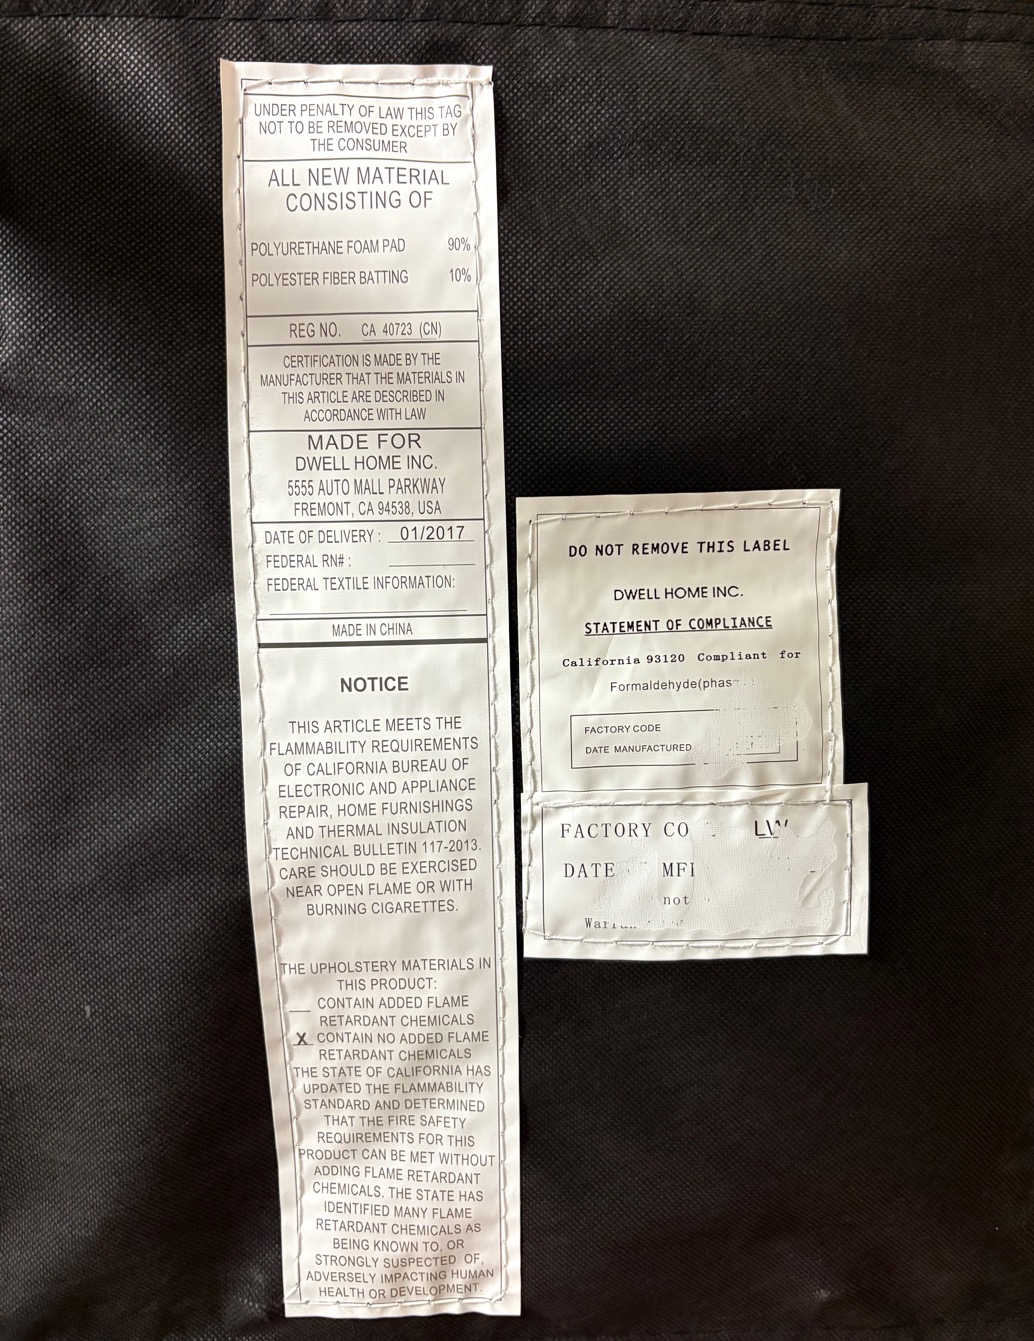 UNDER PENALTY OF LAW THIS TAG
NOT TO BE REMOVED EXCEPT BY
THE CONSUMER
ALL NEW MATERIAL
CONSISTING OF
POLYURETHANE FOAM PAD 90%
POLYESTER FIBER BATTING 10%
REG NO. CA 40723 (CN)
CERTIFICATION IS MADE BY THE
MANUFACTURER THAT THE MATERIALS IN
THIS ARTICLE ARE DESCRIBED IN
ACCORDANCE WITH LAW
MADE FOR
DWELL HOME INC.
5555 AUTO MALL PARKWAY
FREMONT, CA 94538, USA
DATE OF DELIVERY : 01/2017
FEDERAL RN# :
FEDERAL TEXTILE INFORMATION:
MADE IN CHINA
NOTICE
THIS ARTICLE MEETS THE
FLAMMABILITY REQUIREMENTS
OF CALIFORNIA BUREAU OF
ELECTRONIC AND APPLIANCE
REPAIR, HOME FURNISHINGS
AND THERMAL INSULATION
TECHNICAL BULLETIN 117-2013.
CARE SHOULD BE EXERCISED
NEAR OPEN FLAME OR WITH
BURNING CIGARETTES.
THE UPHOLSTERY MATERIALS IN
THIS PRODUCT:
__ CONTAIN ADDED FLAME
RETARDANT CHEMICALS
X CONTAIN NO ADDED FLAME
RETARDANT CHEMICALS
THE STATE OF CALIFORNIA HAS
UPDATED THE FLAMMABILITY
STANDARD AND DETERMINED
THAT THE FIRE SAFETY
REQUIREMENTS FOR THIS
PRODUCT CAN BE MET WITHOUT
ADDING FLAME RETARDANT
CHEMICALS. THE STATE HAS
IDENTIFIED MANY FLAME
RETARDANT CHEMICALS AS
BEING KNOWN TO, OR
STRONGLY SUSPECTED OF,
ADVERSELY IMPACTING HUMAN
HEALTH OR DEVELOPMENT.
DO NOT REMOVE THIS LABEL
DWELL HOME INC.
STATEMENT OF COMPLIANCE
California 93120 Compliant for
Formaldehyde(phas
FACTORY CODE
DATE MANUFACTURED
FACTORY CO
DATE MFI
not